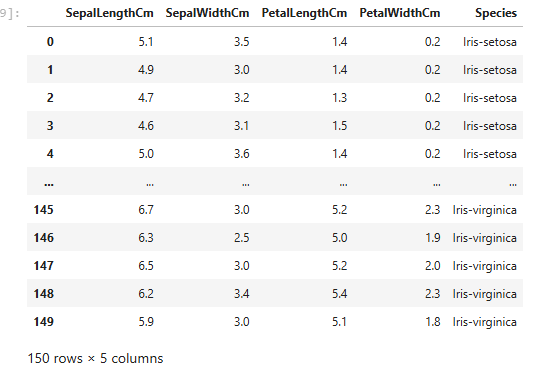 9]:
SepalLengthCm SepalWidthCm PetalLengthCm PetalWidthCm Species
0 5.1 3.5 1.4 0.2 Iris-setosa
1 4.9 3.0 1.4 0.2 Iris-setosa
2 4.7 3.2 1.3 0.2 Iris-setosa
3 4.6 3.1 1.5 0.2 Iris-setosa
4 5.0 3.6 1.4 0.2 Iris-setosa
... ... ... ... ... ...
145 6.7 3.0 5.2 2.3 Iris-virginica
146 6.3 2.5 5.0 1.9 Iris-virginica
147 6.5 3.0 5.2 2.0 Iris-virginica
148 6.2 3.4 5.4 2.3 Iris-virginica
149 5.9 3.0 5.1 1.8 Iris-virginica
150 rows × 5 columns